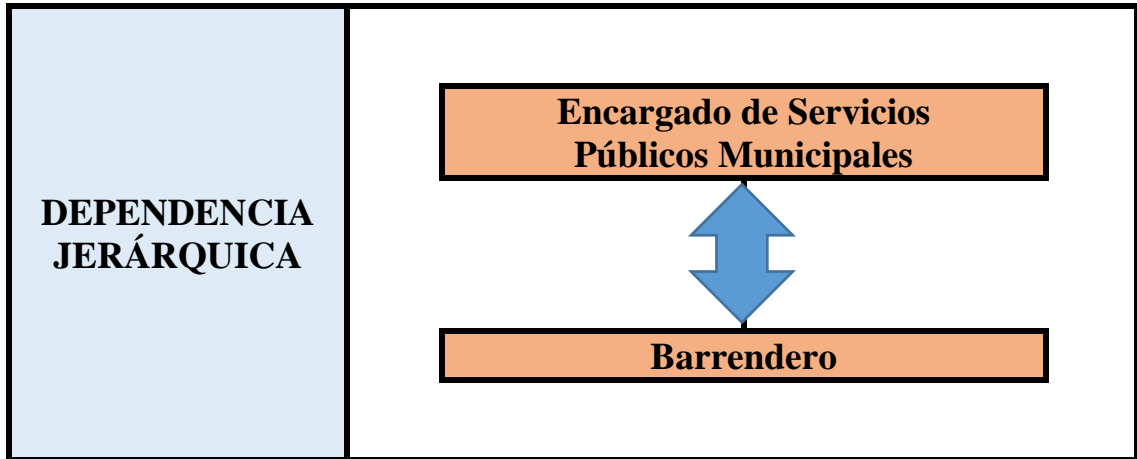 DEPENDENCIA
JERÁRQUICA
Encargado de Servicios
Públicos Municipales
Barrendero